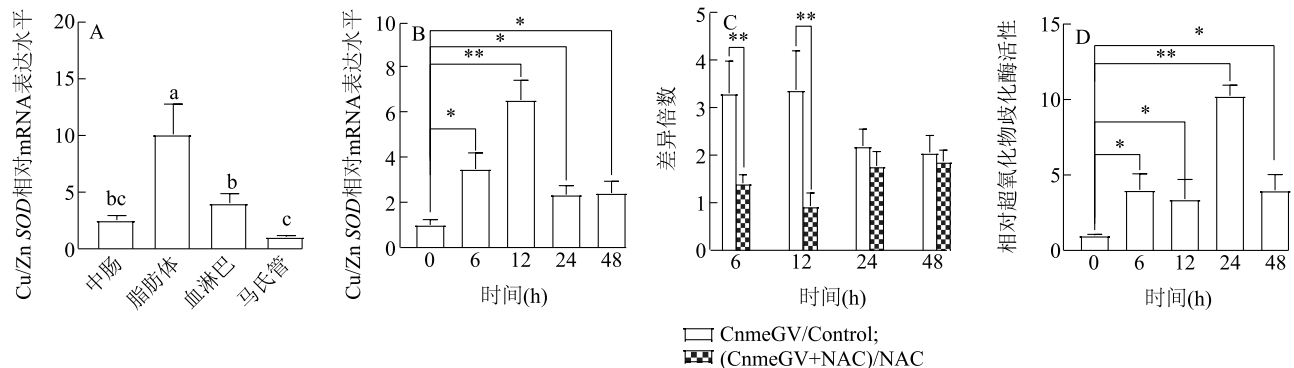 A
Cu/Zn SOD相对mRNA表达水平
20
15
10
5
0
bc
a
b
c
中肠
脂肪体
血淋巴
马氏管
B
Cu/Zn SOD相对mRNA表达水平
10
8
6
4
2
0
*
**
*
*
0 6 12 24 48
时间(h)
C
差异倍数
5
4
3
2
1
0
**
**
6 12 24 48
时间(h)
CnmeGV/Control;
(CnmeGV+NAC)/NAC
D
相对超氧化物歧化酶活性
15
10
5
0
*
**
*
*
0 6 12 24 48
时间(h)